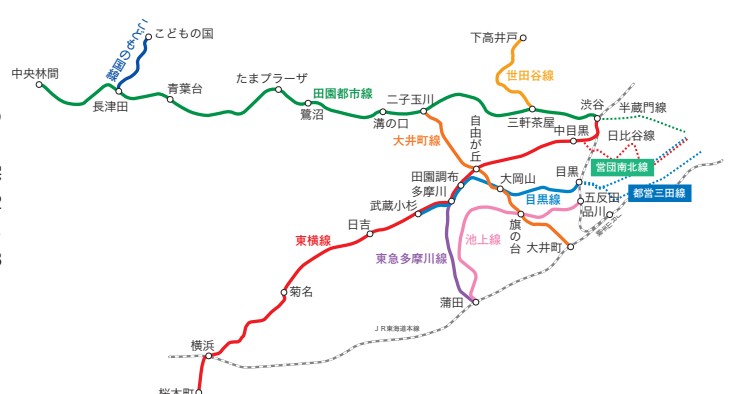 こどもの国
こどもの国線
下高井戸
中央林間
世田谷線
青葉台
たまプラーザ
田園都市線
二子玉川
渋谷
半蔵門線
長津田
鷺沼
溝の口
三軒茶屋
自由が丘
中目黒
日比谷線
大井町線
営団南北線
目黒
田園調布
大岡山
都営三田線
多摩川
目黒線
五反田
武蔵小杉
品川
日吉
旗の台
東横線
池上線
大井町
東急多摩川線
菊名
蒲田
JR東海道本線
横浜
桜木町